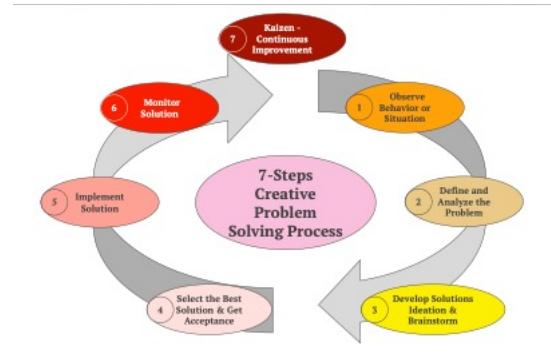 7
Kaizen -
Continuous
Improvement
1
Observe
Behavior or
Situation
2
Define and
Analyze the
Problem
3
Develop Solutions
Ideation &
Brainstorm
4
Select the Best
Solution & Get
Acceptance
5
Implement
Solution
6
Monitor
Solution
7-Steps
Creative
Problem
Solving Process